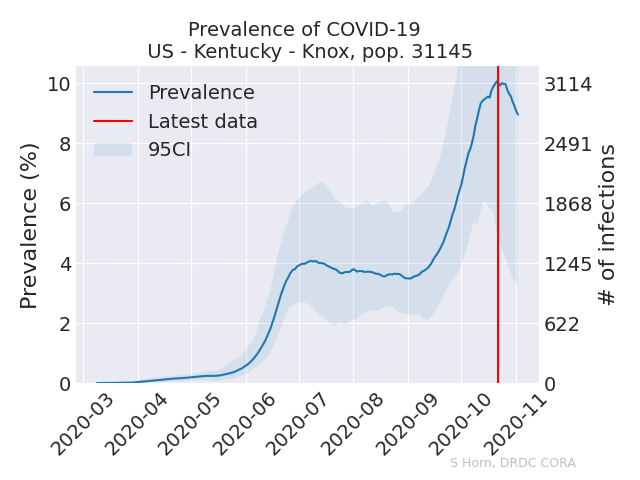 Prevalence of COVID-19
US - Kentucky - Knox, pop. 31145
Prevalence
Latest data
95CI
Prevalence (%)
10
8
6
4
2
0
3114
2491
1868
1245
622
0
# of infections
2020-03
2020-04
2020-05
2020-06
2020-07
2020-08
2020-09
2020-10
2020-11
S Horn, DRDC CORA